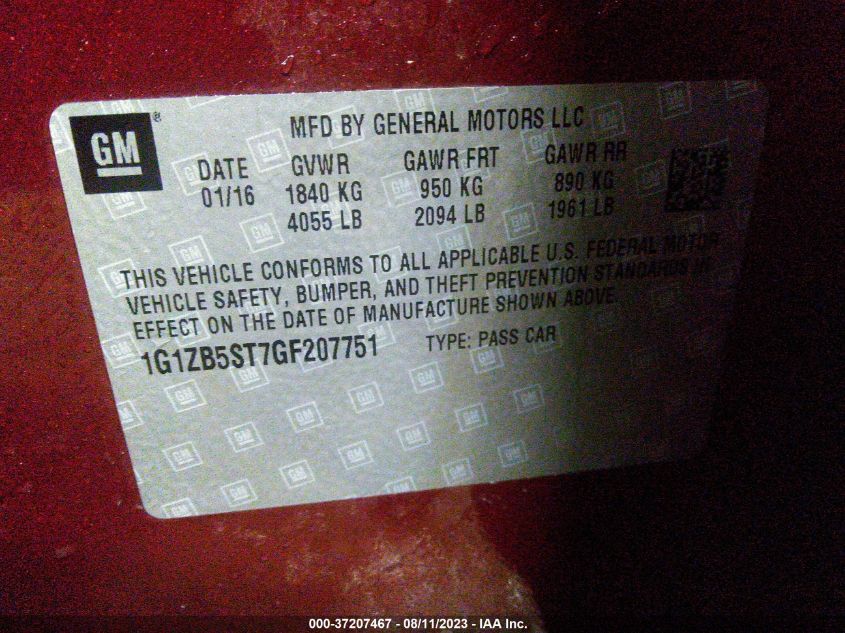 GM®
MFD BY GENERAL MOTORS LLC
DATE GVWR GAWR FRT GAWR RR
01/16 1840 KG 950 KG 890 KG
4055 LB 2094 LB 1961 LB
THIS VEHICLE CONFORMS TO ALL APPLICABLE U.S. FEDERAL MOTOR
VEHICLE SAFETY, BUMPER, AND THEFT PREVENTION STANDARDS IN
EFFECT ON THE DATE OF MANUFACTURE SHOWN ABOVE.
1G1ZB5ST7GF207751 TYPE: PASS CAR
000-37207467 - 08/11/2023 - IAA Inc.